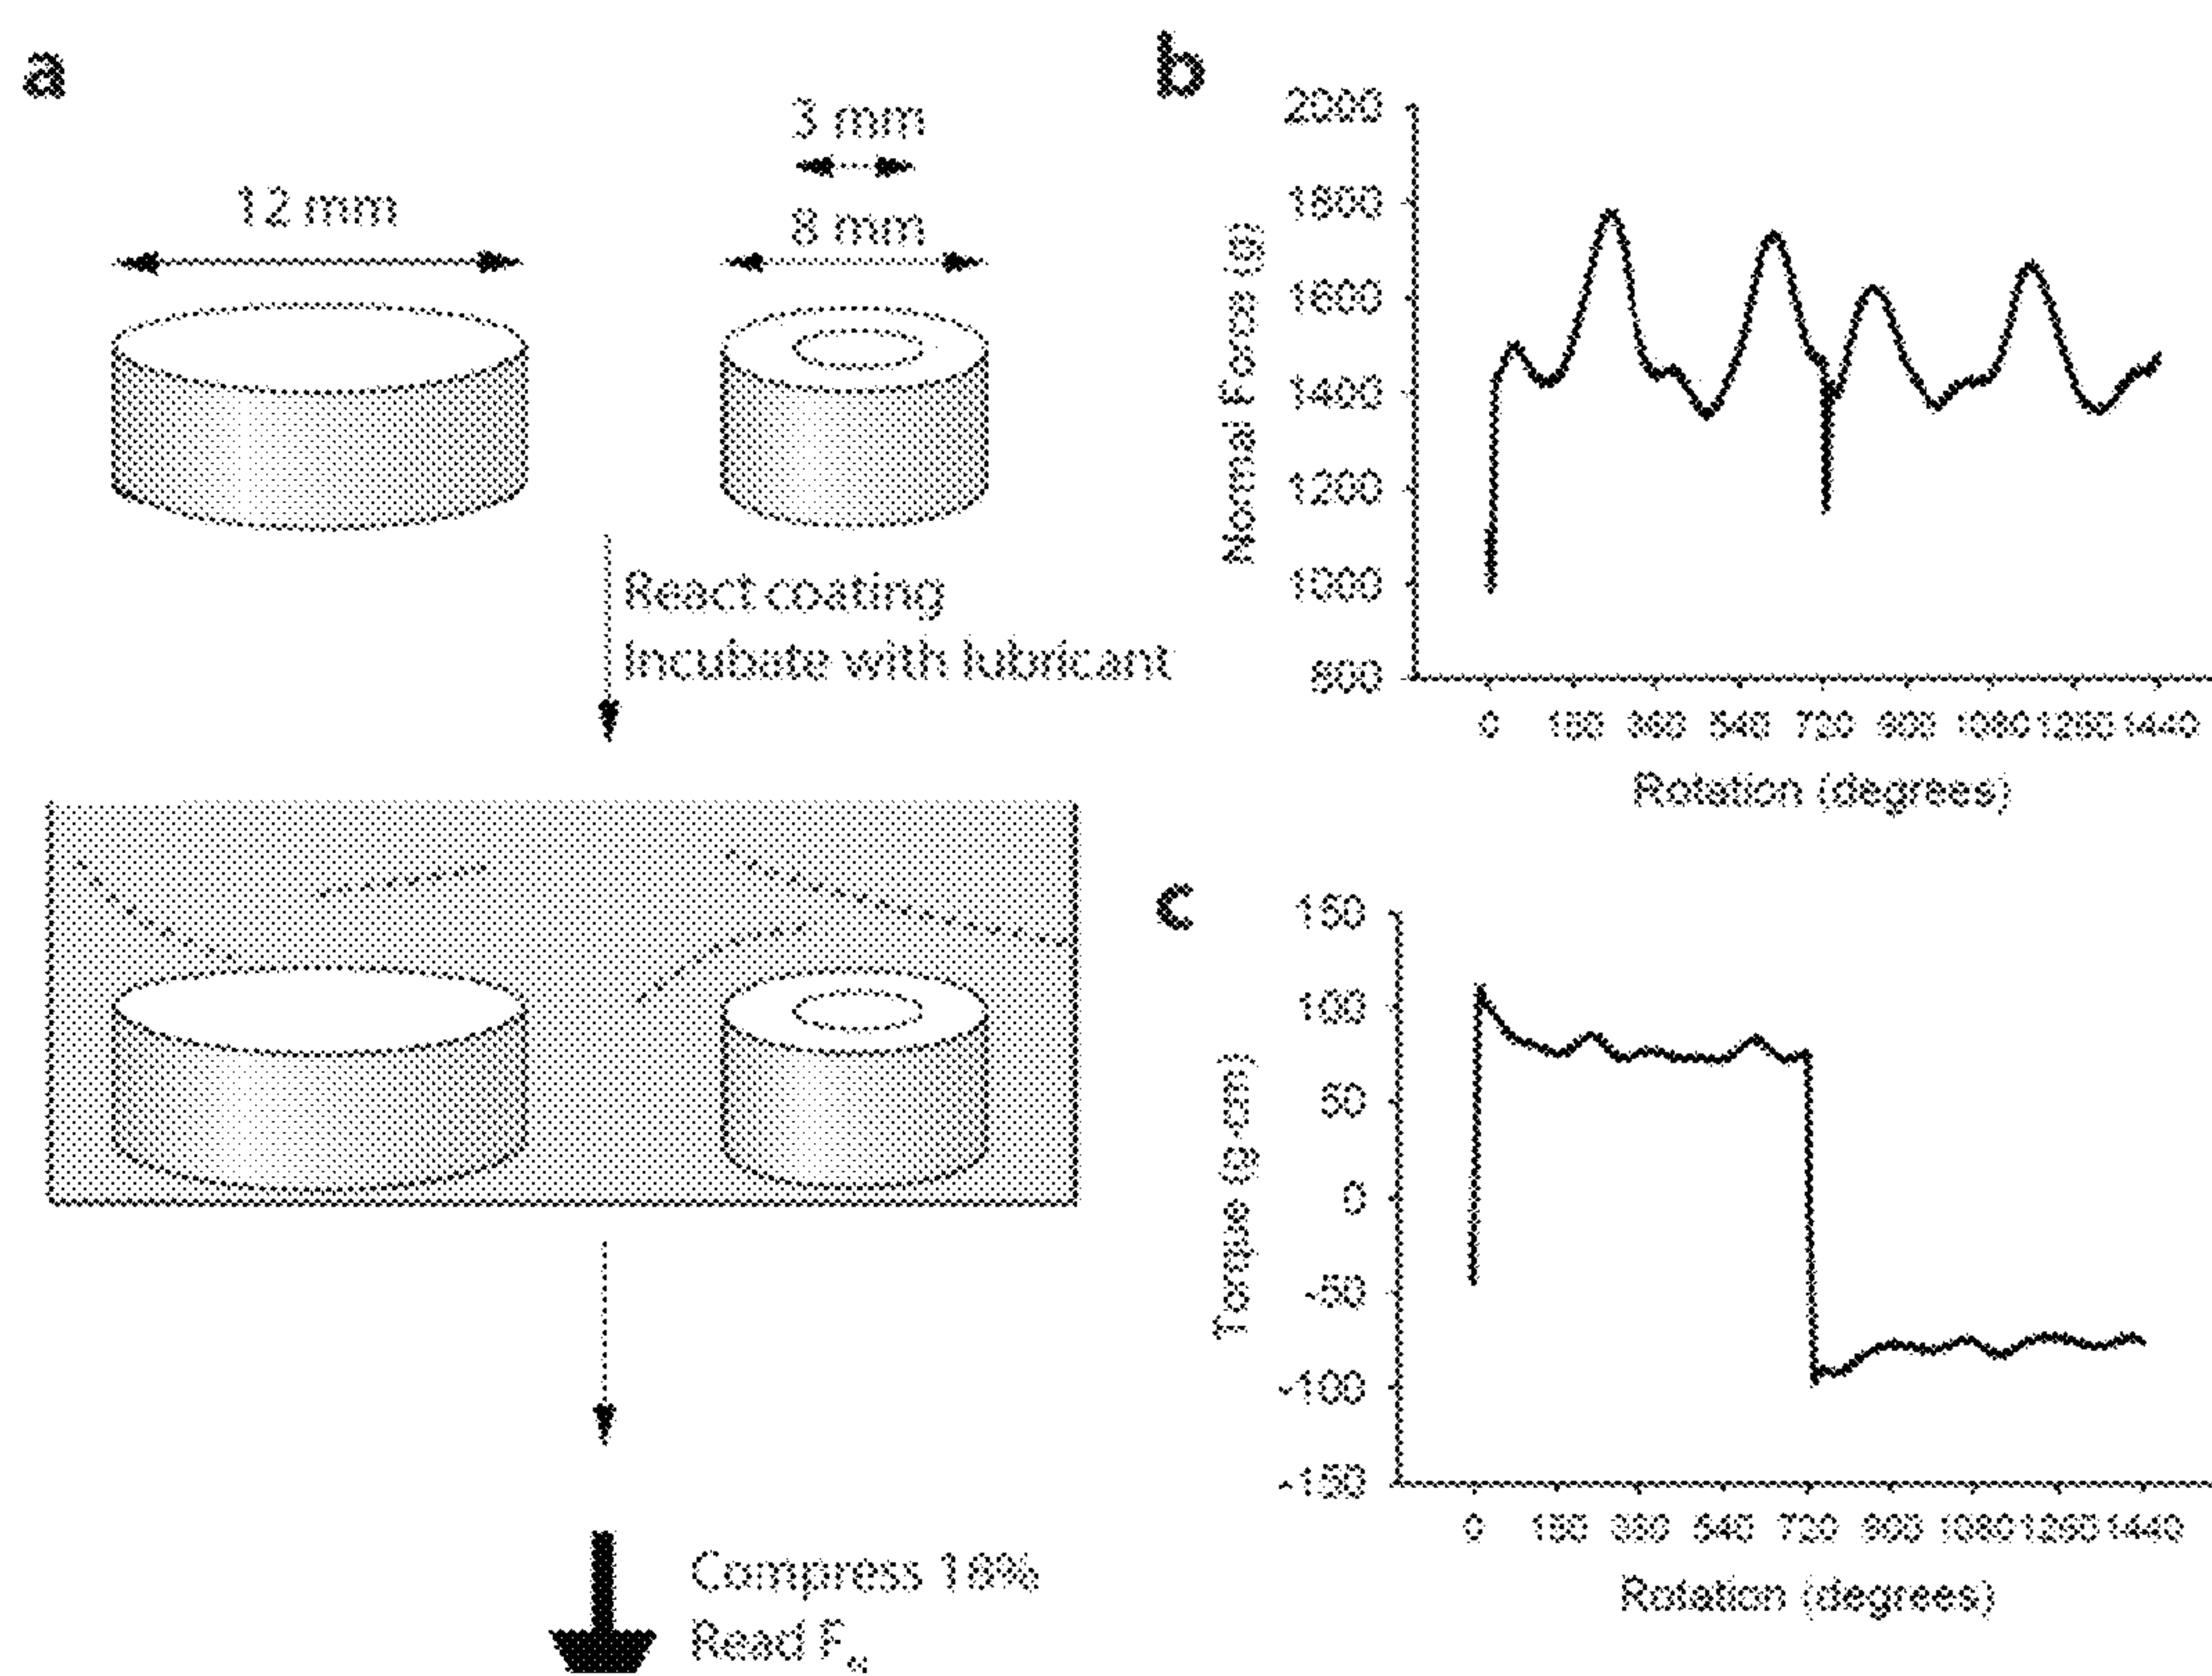 a
12 mm
3 mm
8 mm
React coating
Incubate with lubricant
Compress 18%
Read Fₙ
b
2000
1800
1600
1400
1200
1000
800
Normal Force (g)
0 180 360 540 720 900 1080 1260 1440
Rotation (degrees)
c
150
100
50
0
-50
-100
-150
Torque (g-cm)
0 180 360 540 720 900 1080 1260 1440
Rotation (degrees)